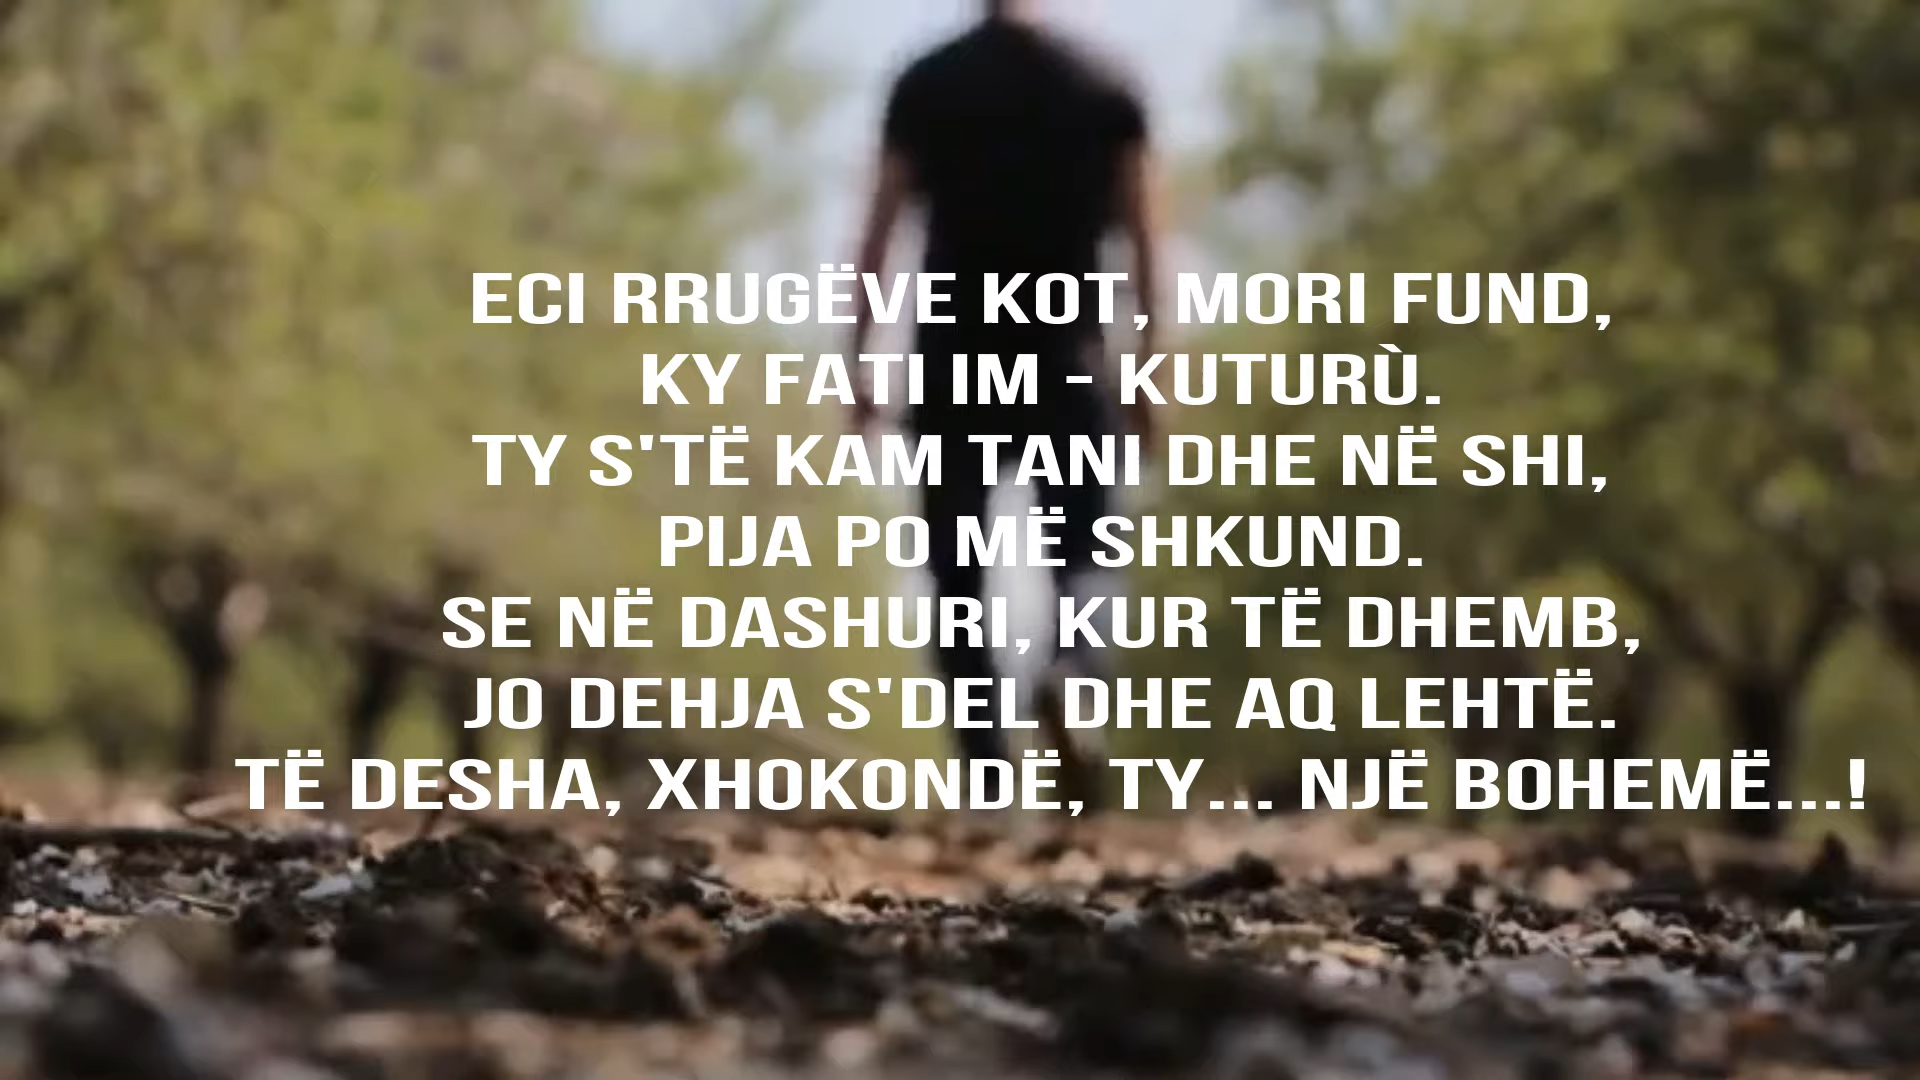 ECI RRUGËVE KOT, MORI FUND,
KY FATI IM - KUTURÙ.
TY S'TË KAM TANI DHE NË SHI,
PIJA PO MË SHKUND.
SE NË DASHURI, KUR TË DHEMB,
JO DEHJA S'DEL DHE AQ LEHTË.
TË DESHA, XHOKONDË, TY... NJË BOHEMË...!